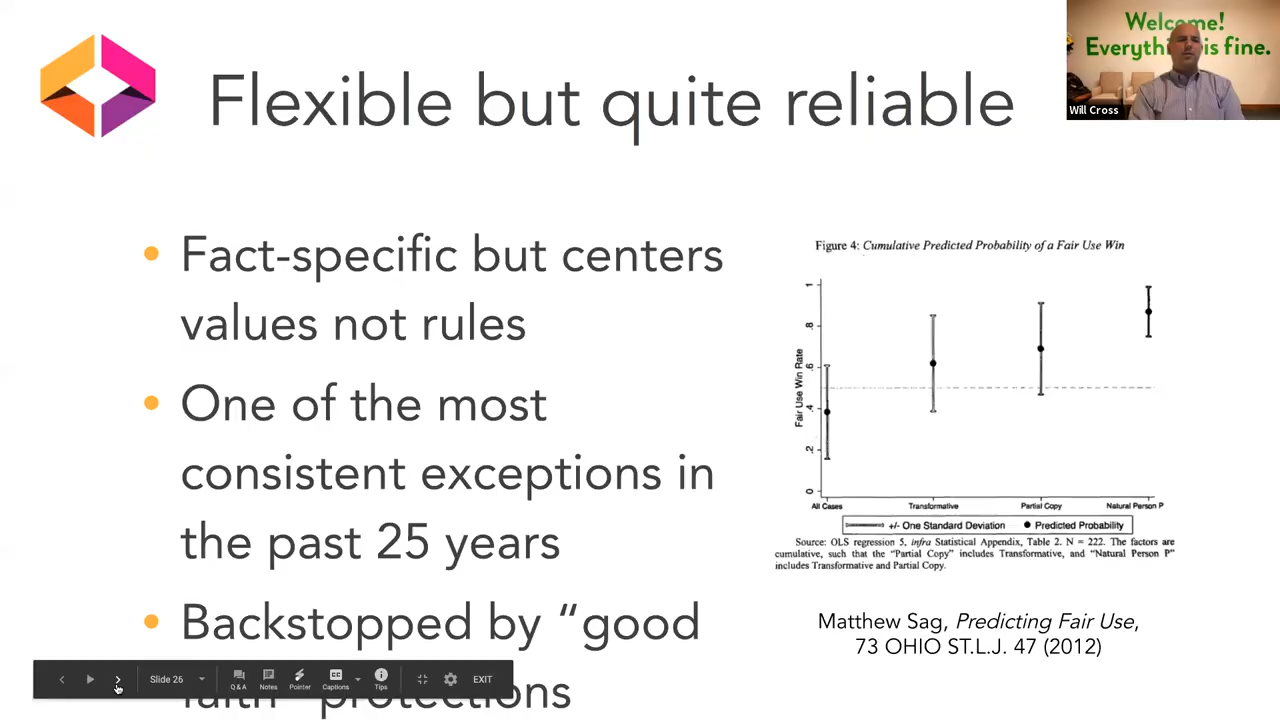 Flexible but quite reliable
Welcome!
Everything is fine.
Will Cross
• Fact-specific but centers
values not rules
• One of the most
consistent exceptions in
the past 25 years
• Backstopped by “good
faith” protections
Figure 4: Cumulative Predicted Probability of a Fair Use Win
Fair Use Win Rate
1
.8
.6
.4
.2
0
All Cases
Transformative
Partial Copy
Natural Person P
+/- One Standard Deviation
Predicted Probability
Source: OLS regression 5, infra Statistical Appendix, Table 2. N = 222. The factors are
cumulative, such that the “Partial Copy” includes Transformative, and “Natural Person P”
includes Transformative and Partial Copy.
Matthew Sag, Predicting Fair Use,
73 OHIO ST.L.J. 47 (2012)
Slide 26
Q&A
Notes
Pointer
CC
Captions
Tips
EXIT